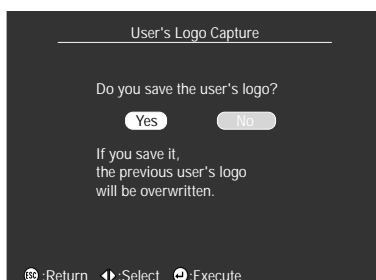 User's Logo Capture
Do you save the user's logo?
Yes No
If you save it,
the previous user's logo
will be overwritten.
ESC :Return :Select :Execute